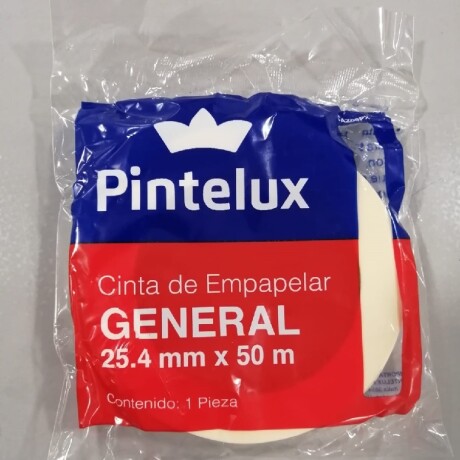 Pintelux
Cinta de Empapelar
GENERAL
25.4 mm x 50 m
Contenido: 1 Pieza